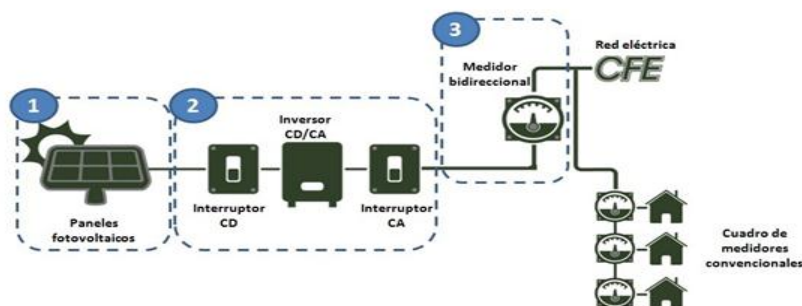 3
Medidor
bidireccional
Red eléctrica
CFE
1
2
Inversor
CD/CA
Paneles
fotovoltaicos
Interruptor
CD
Interruptor
CA
Cuadro de
medidores
convencionales